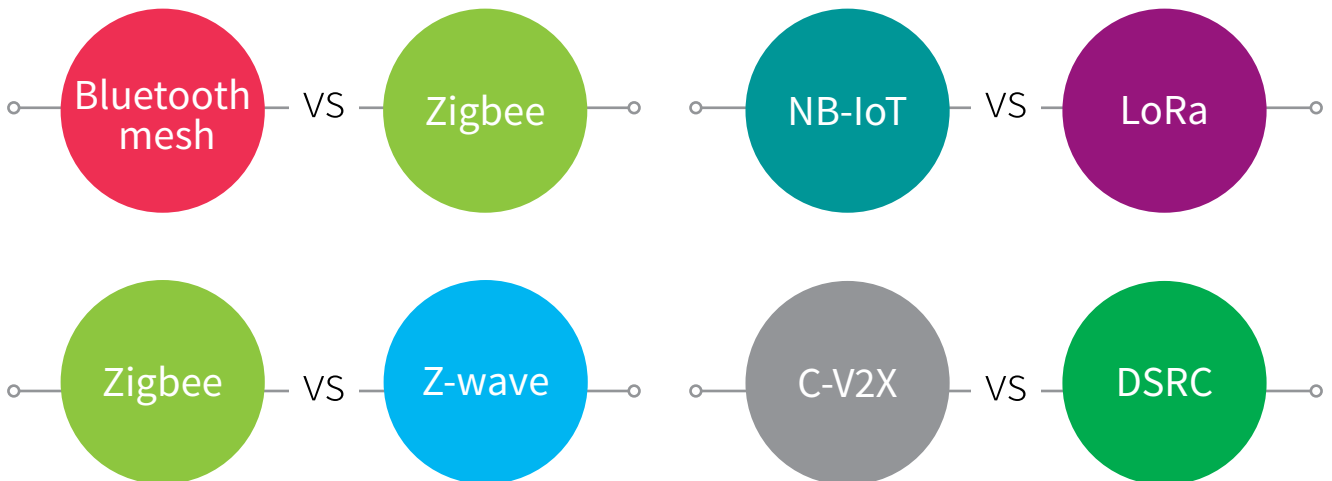 Bluetooth
mesh
VS
Zigbee
NB-IoT
VS
LoRa
Zigbee
VS
Z-wave
C-V2X
VS
DSRC